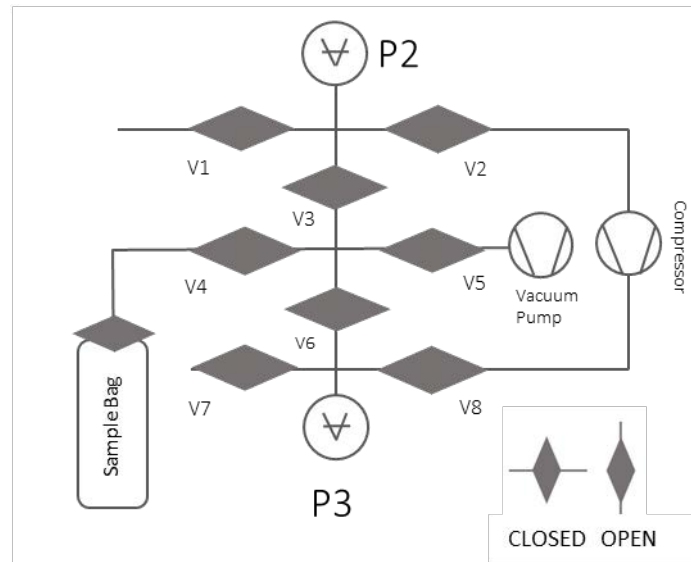 P2
V1
V2
V3
Compressor
V4
V5
Vacuum
Pump
V6
Sample Bag
V7
V8
P3
CLOSED OPEN